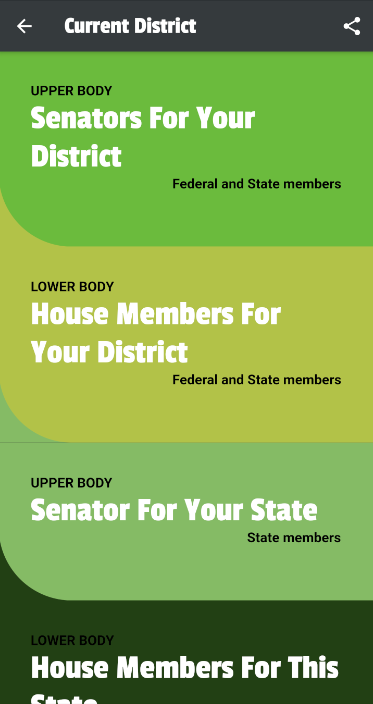 Current District
UPPER BODY
Senators For Your
District
Federal and State members
LOWER BODY
House Members For
Your District
Federal and State members
UPPER BODY
Senator For Your State
State members
LOWER BODY
House Members For This
State